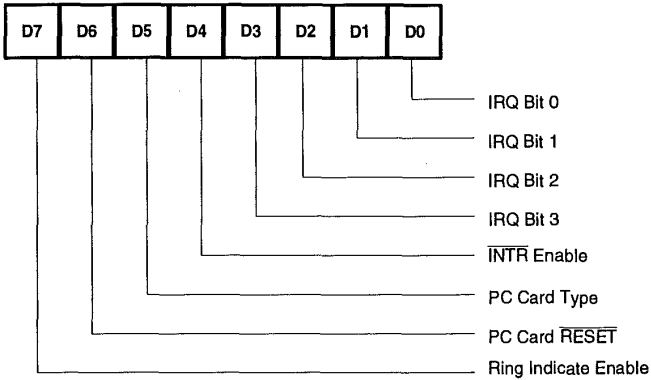 D7 D6 D5 D4 D3 D2 D1 D0
IRQ Bit 0
IRQ Bit 1
IRQ Bit 2
IRQ Bit 3
INTR Enable
PC Card Type
PC Card RESET
Ring Indicate Enable